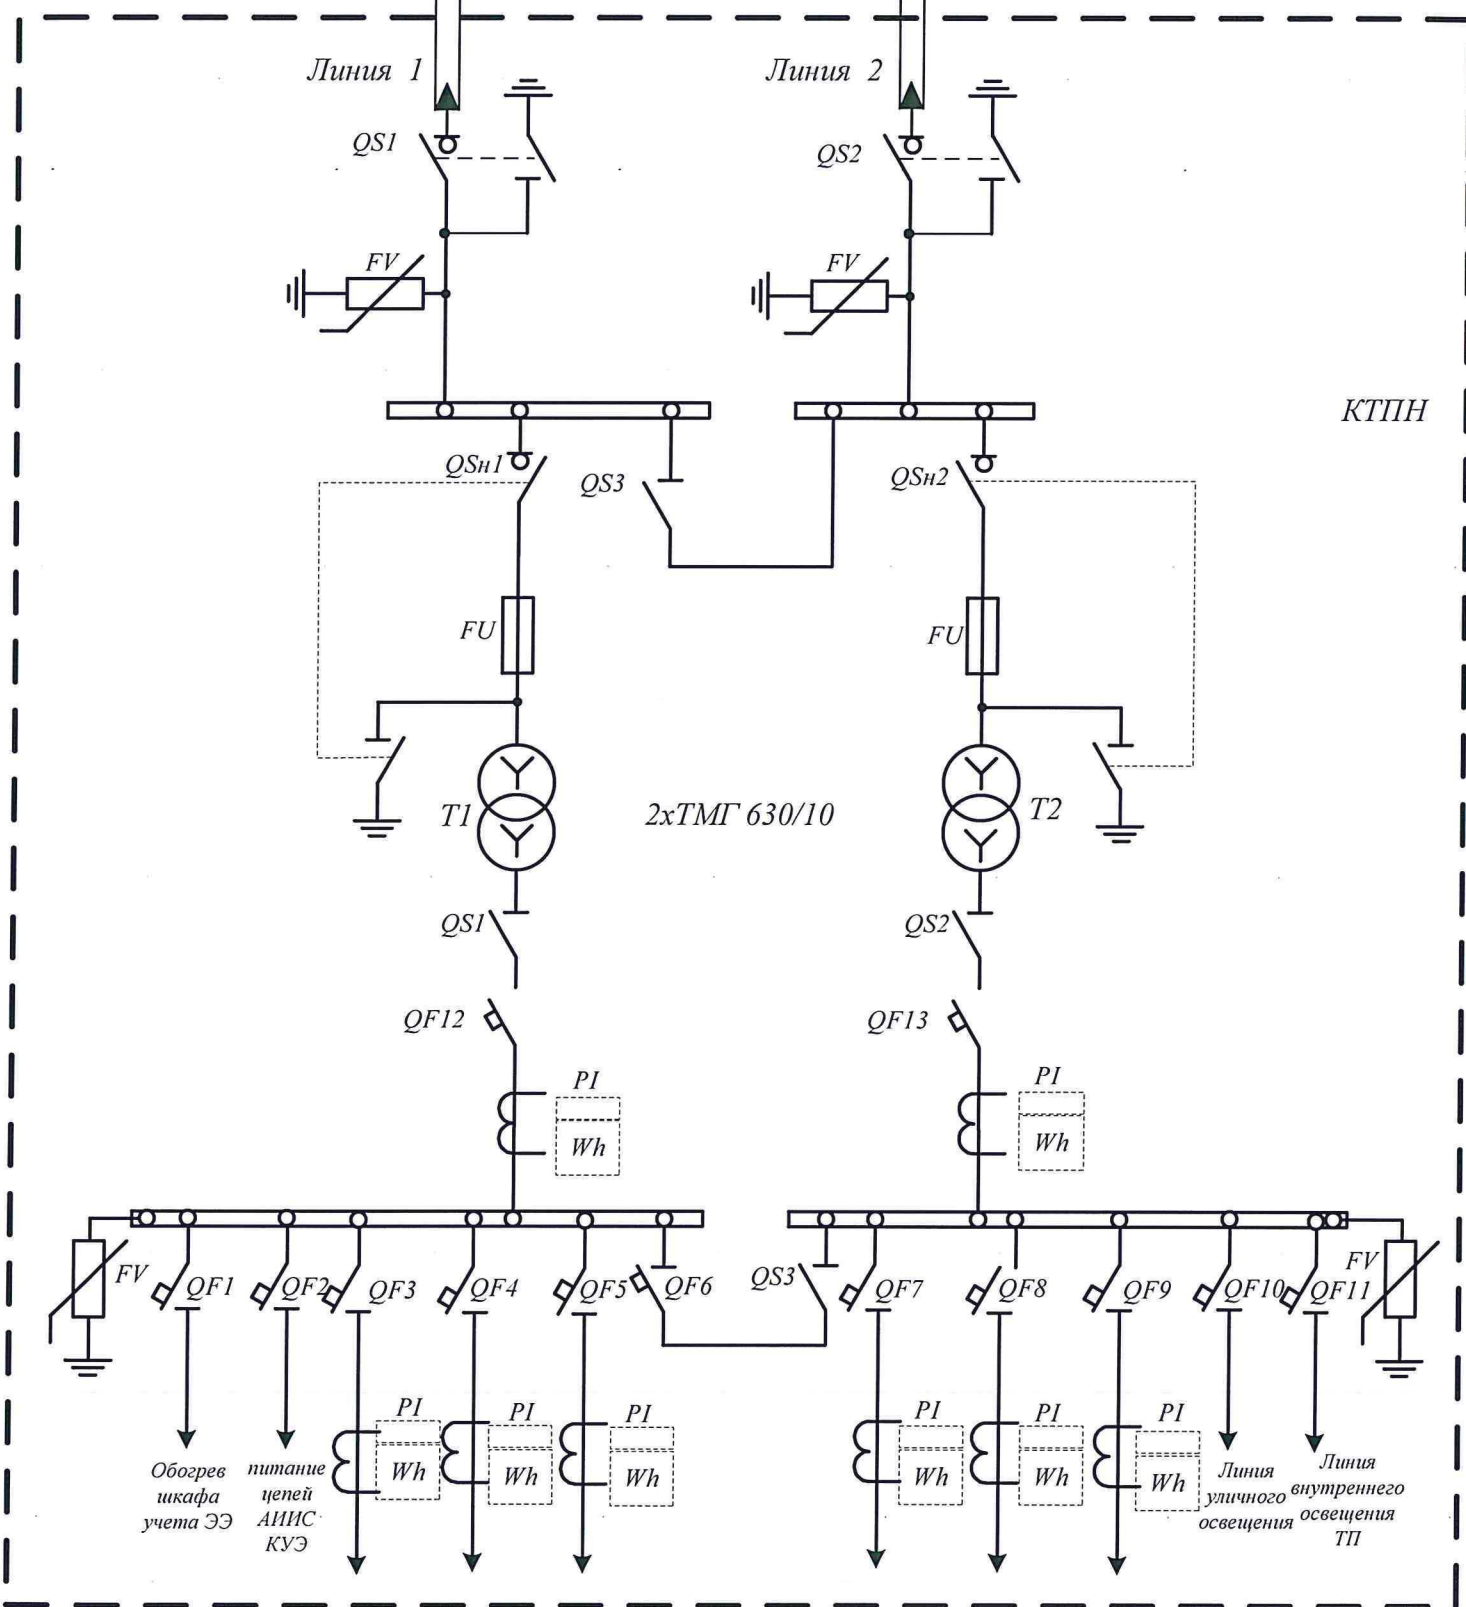 Линия 1
Линия 2
QS1
QS2
FV
FV
КТПН
QSн1
QS3
QSн2
FU
FU
T1
2хТМГ 630/10
T2
QS1
QS2
QF12
QF13
PI
PI
Wh
Wh
FV
QF1
QF2
QF3
QF4
QF5
QF6
QS3
QF7
QF8
QF9
QF10
QF11
FV
PI
PI
PI
PI
PI
PI
Wh
Wh
Wh
Wh
Wh
Wh
Обогрев
шкафа
учета ЭЭ
питание
цепей
АИИС
КУЭ
Линия
уличного
освещения
Линия
внутреннего
освещения
ТП